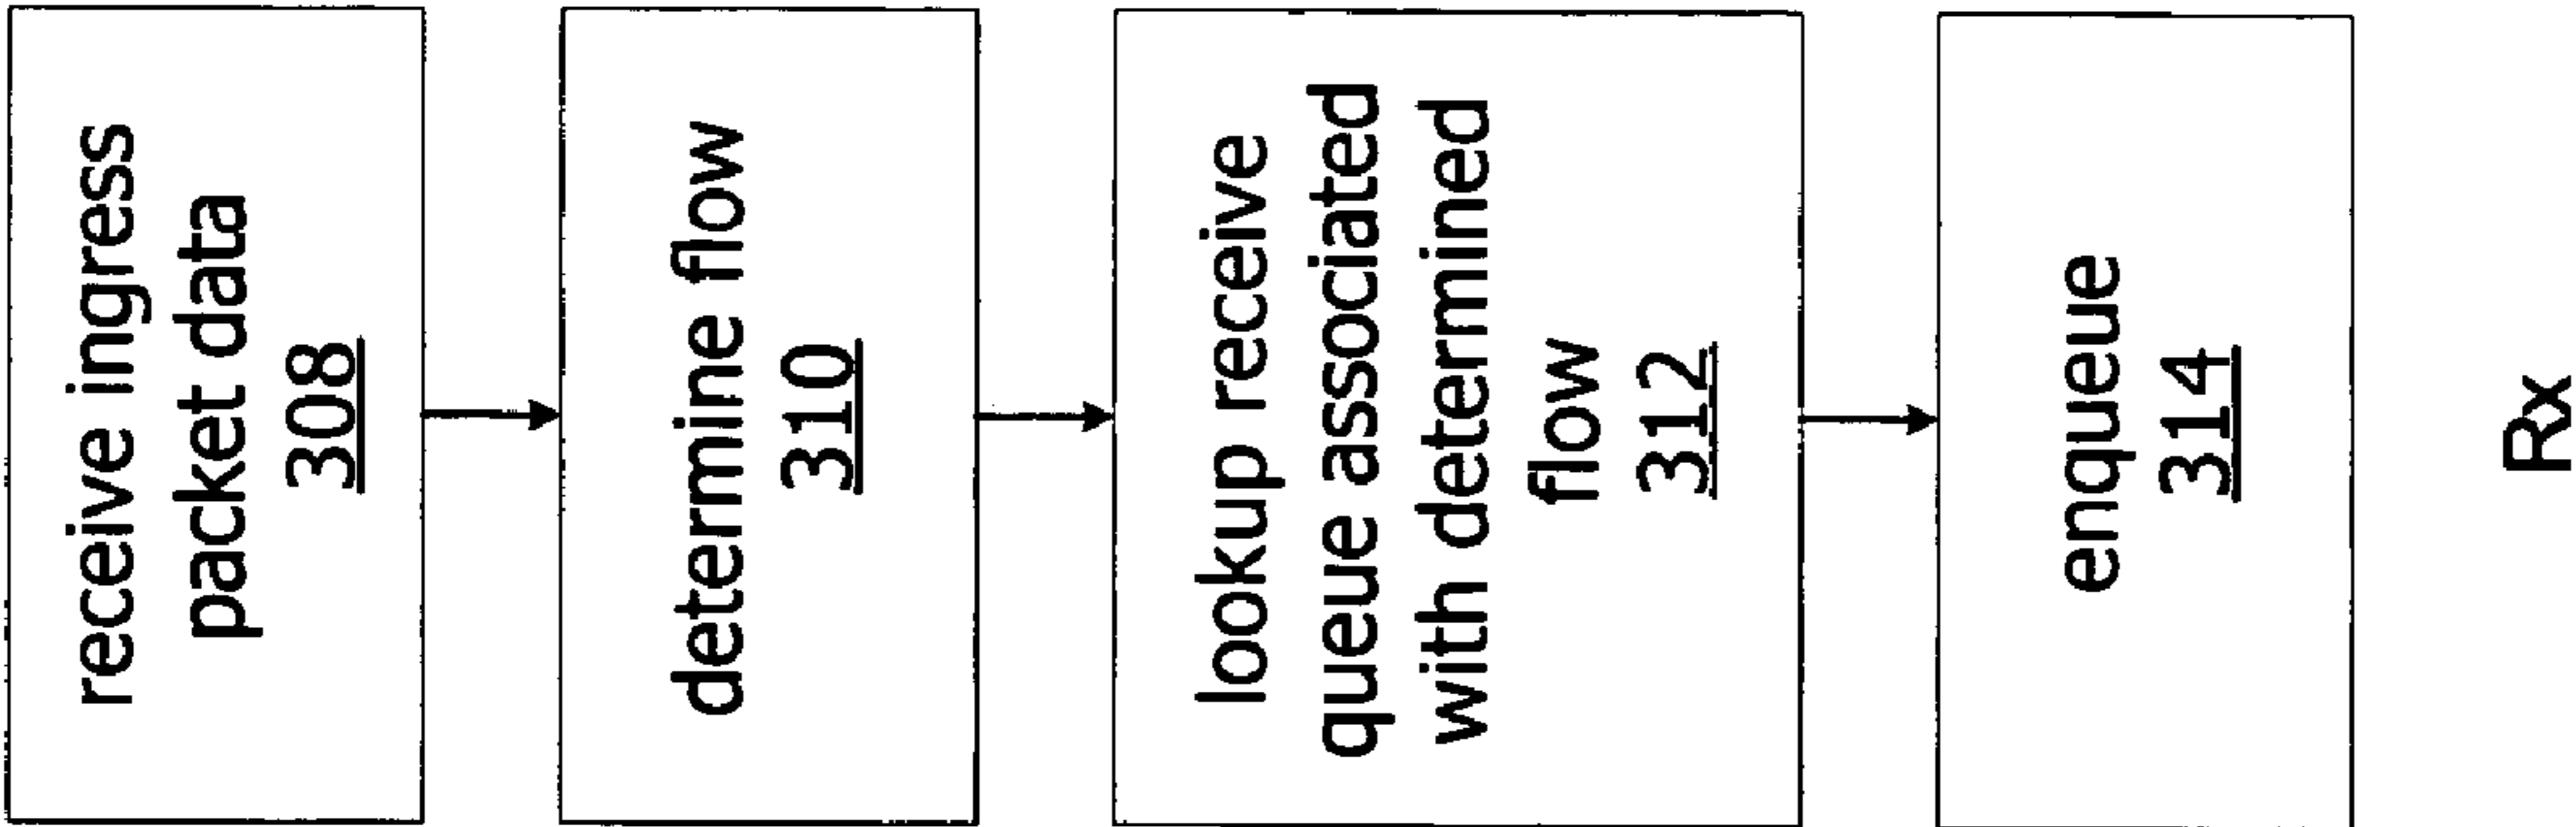 receive ingress
packet data
308
determine flow
310
lookup receive
queue associated
with determined
flow
312
enqueue
314
Rx